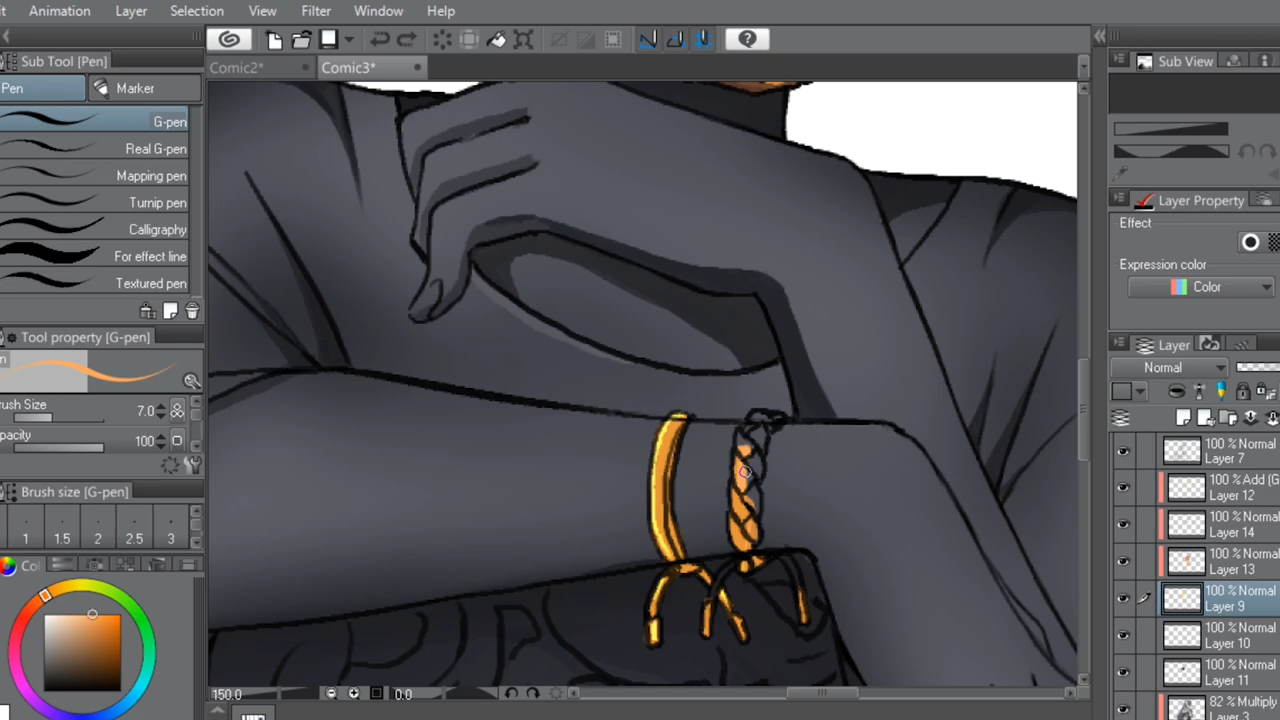 it Animation Layer Selection View Filter Window Help
Sub Tool [Pen]
Pen Marker
G-pen
Real G-pen
Mapping pen
Turnip pen
Calligraphy
For effect line
Textured pen
Tool property [G-pen]
n
rush Size 7.0
pacity 100
Brush size [G-pen]
1 1.5 2 2.5 3
Co
Comic2* Comic3*
150.0 0.0
Sub View
Layer Property
Effect
Expression color
Color
Layer
Normal
100 % Normal
Layer 7
100 % Add (G
Layer 12
100 % Normal
Layer 14
100 % Normal
Layer 13
100 % Normal
Layer 9
100 % Normal
Layer 10
100 % Normal
Layer 11
82 % Multiply
Layer 3